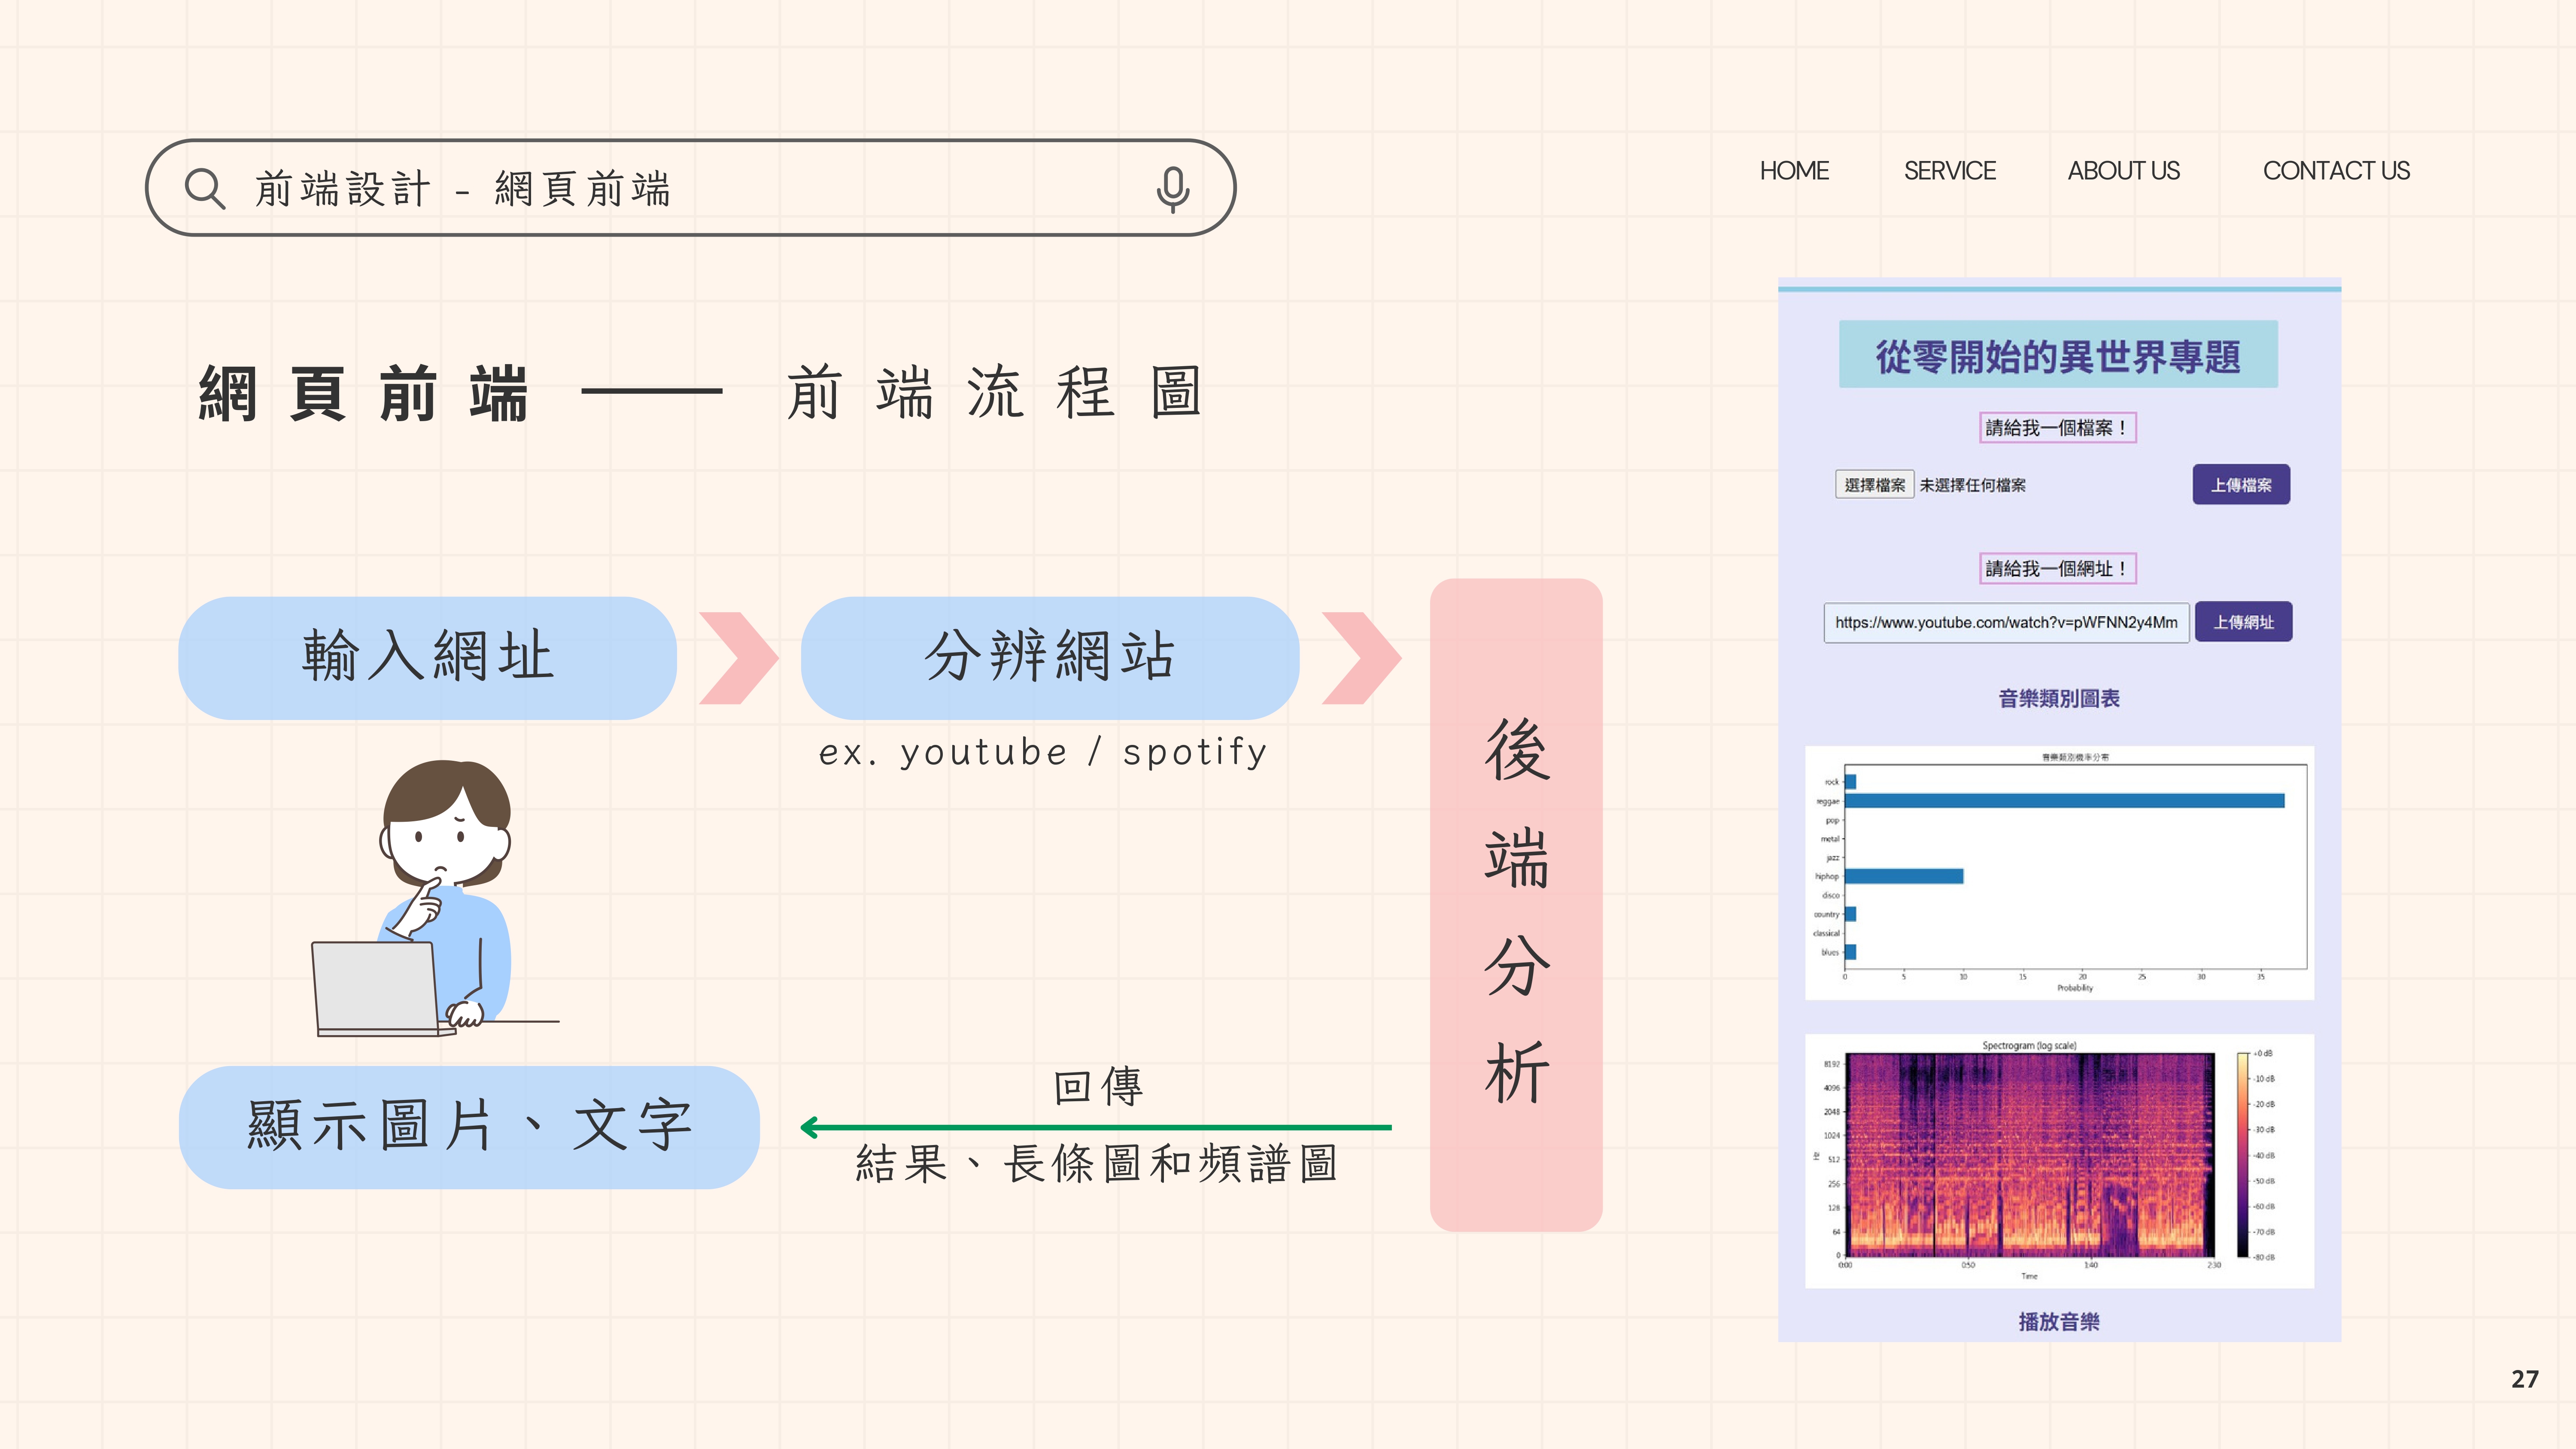 前端設計 - 網頁前端
HOME SERVICE ABOUT US CONTACT US
網頁前端 —— 前端流程圖
輸入網址
分辨網站
ex. youtube / spotify
後端分析
回傳
結果、長條圖和頻譜圖
顯示圖片、文字
從零開始的異世界專題
請給我一個檔案！
選擇檔案 未選擇任何檔案 上傳檔案
請給我一個網址！
https://www.youtube.com/watch?v=pWFNN2y4Mm 上傳網址
音樂類別圖表
音樂類別機率分布
rock
reggae
pop
metal
jazz
hiphop
disco
country
classical
blues
0 5 10 15 20 25 30 35
Probability
Spectrogram (log scale)
8192
4096
2048
1024
512
256
128
64
0
Hz
0:00 0:50 1:40 2:30
Time
+0 dB
-10 dB
-20 dB
-30 dB
-40 dB
-50 dB
-60 dB
-70 dB
-80 dB
播放音樂
27